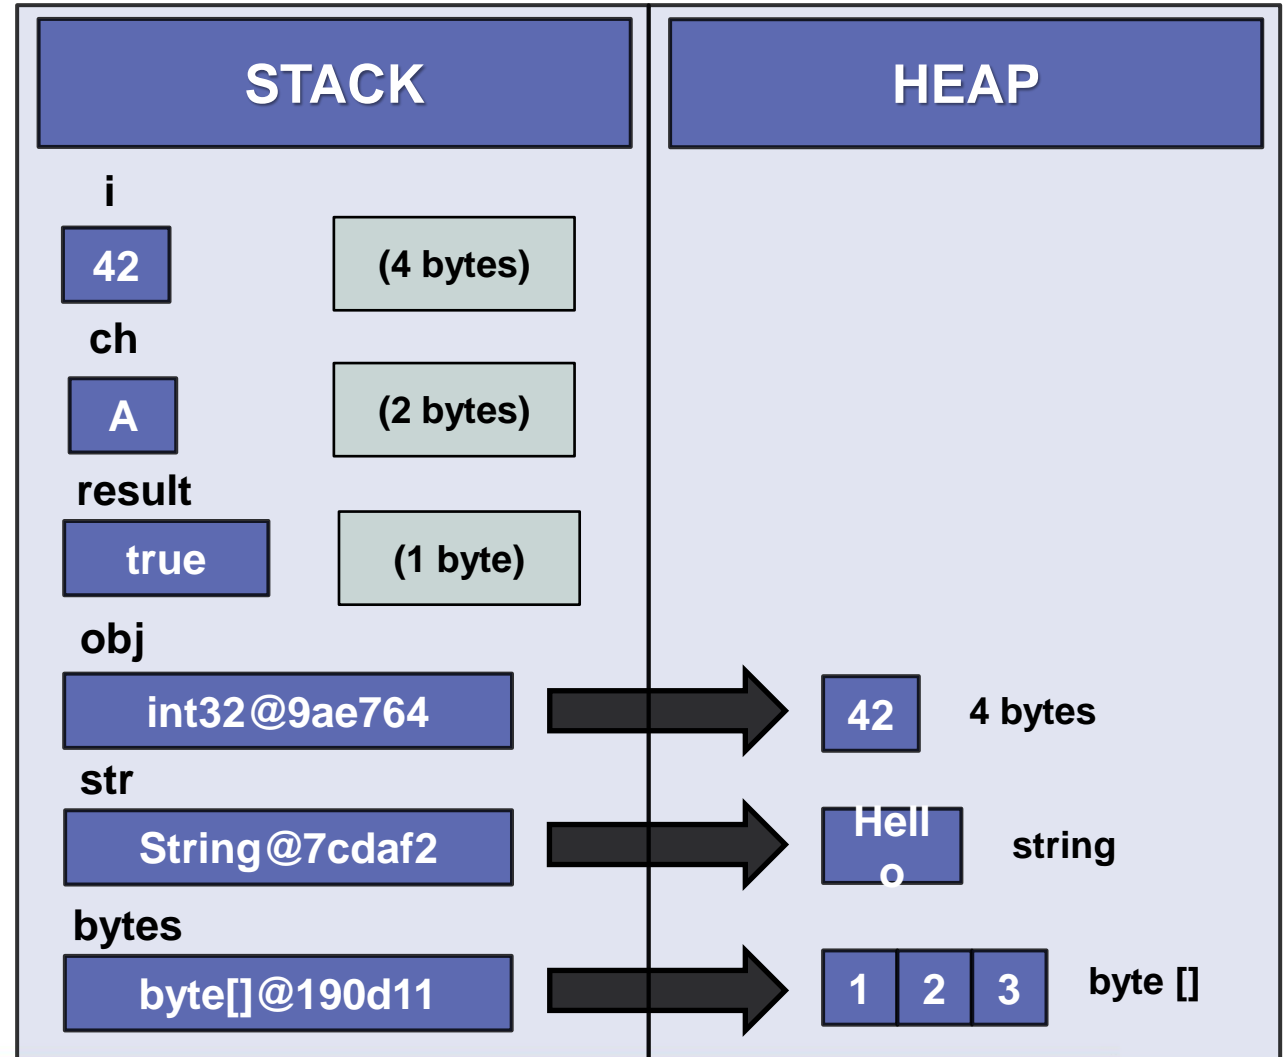 STACK
HEAP
i
42
(4 bytes)
ch
A
(2 bytes)
result
true
(1 byte)
obj
int32@9ae764
42
4 bytes
str
String@7cdaf2
Hell
o
string
bytes
byte[]@190d11
1
2
3
byte []